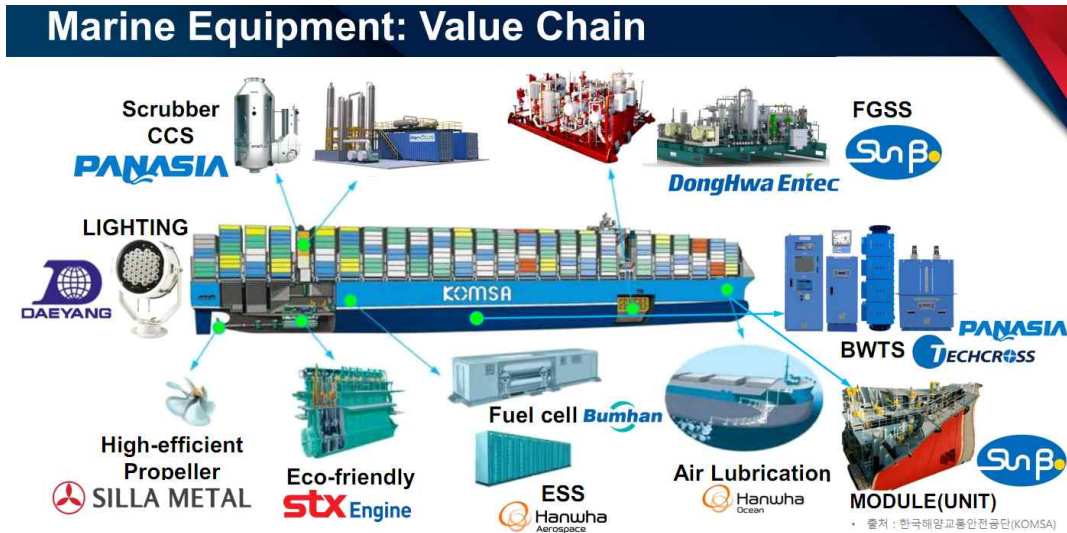 Marine Equipment: Value Chain
Scrubber
CCS
PANASIA
FGSS
Sun B
DongHwa Entec
LIGHTING
DAEYANG
KOMSA
BWTS
PANASIA
TECHCROSS
High-efficient
Propeller
SILLA METAL
Eco-friendly
STX Engine
Fuel cell Bumhan
ESS
Hanwha
Aerospace
Air Lubrication
Hanwha
Ocean
Sun B
MODULE(UNIT)
• 출처 : 한국해양교통안전공단(KOMSA)